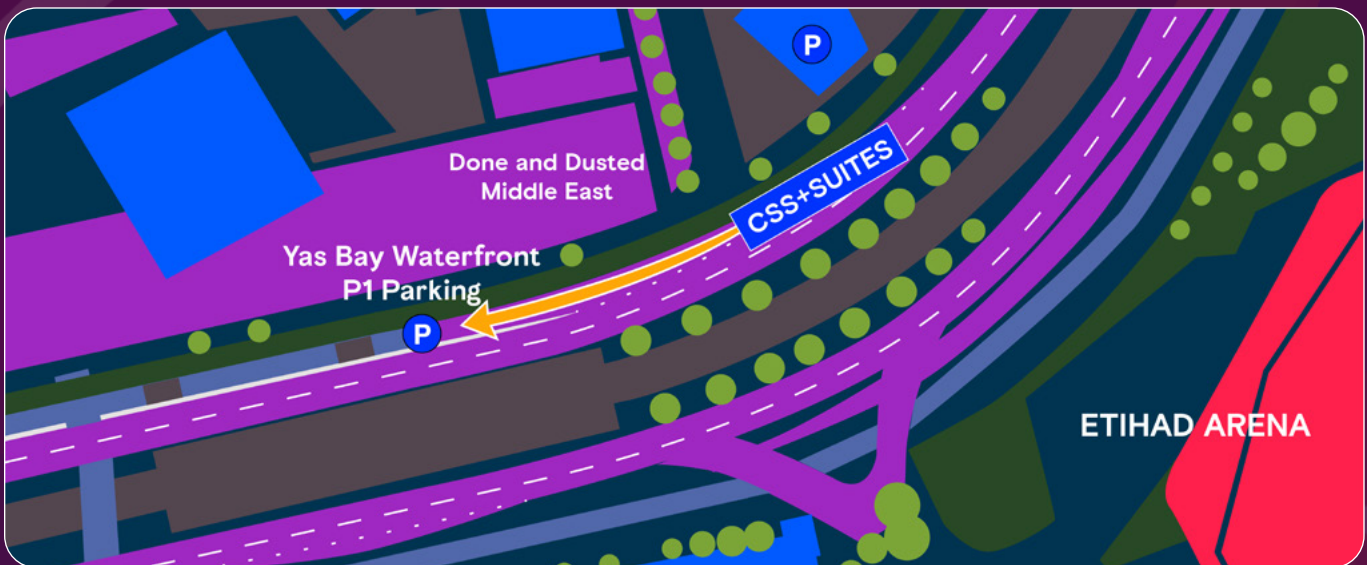 P
Done and Dusted
Middle East
CSS+SUITES
Yas Bay Waterfront
P1 Parking
P
ETIHAD ARENA